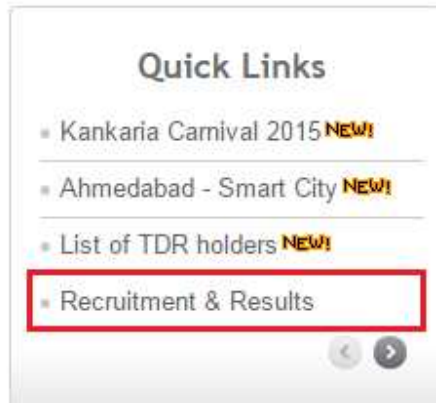 Quick Links
Kankaria Carnival 2015 NEW!
Ahmedabad - Smart City NEW!
List of TDR holders NEW!
Recruitment & Results